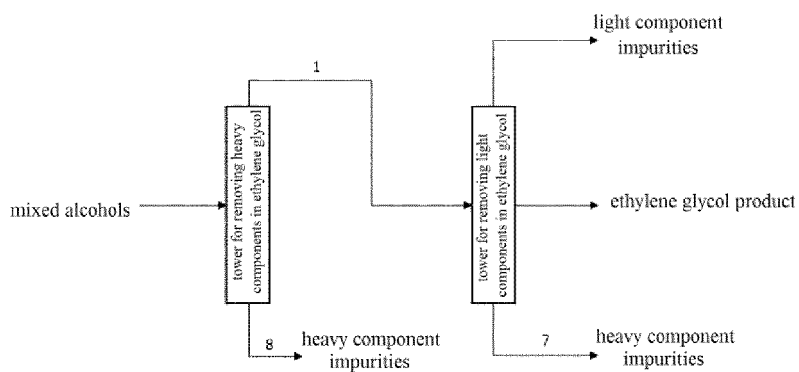 light component
impurities
1
tower for removing heavy
components in ethylene glycol
tower for removing light
components in ethylene glycol
mixed alcohols
ethylene glycol product
8
heavy component
impurities
7
heavy component
impurities